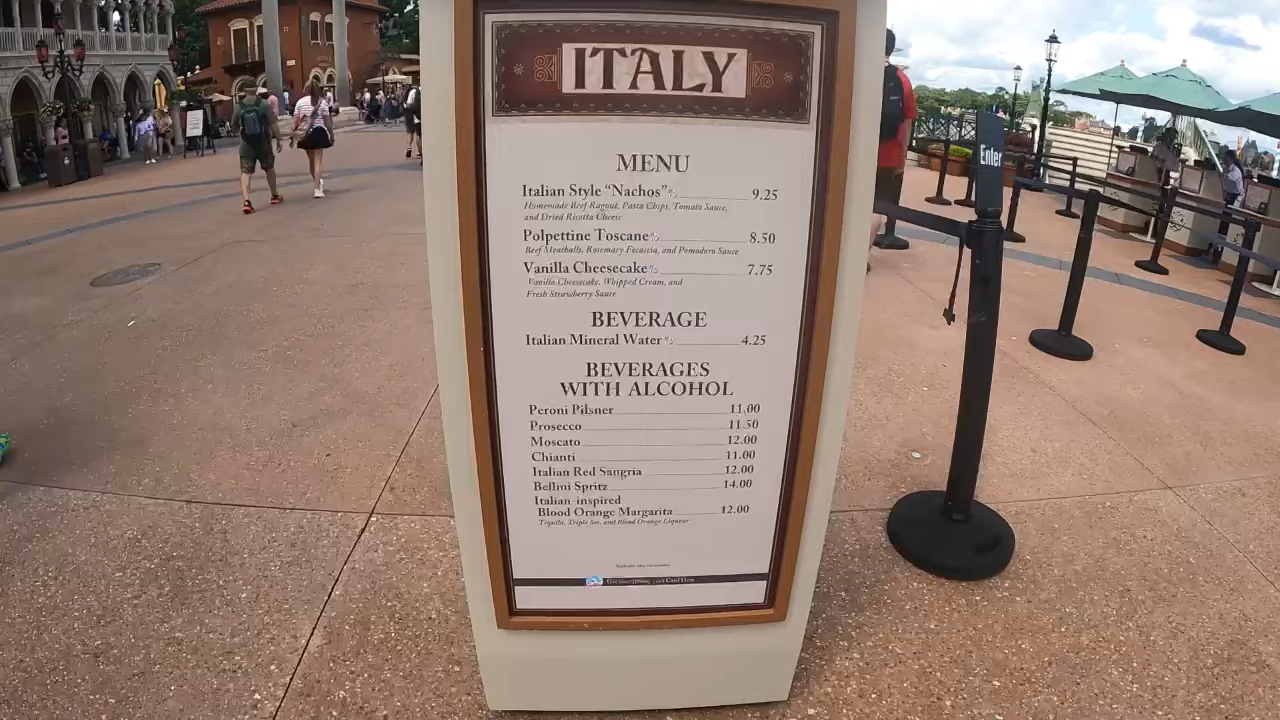 ITALY
MENU
Italian Style "Nachos" 9.25
Homemade Beef Ragout, Pasta Chips, Tomato Sauce,
and Dried Ricotta Cheese
Polpettine Toscane 8.50
Beef Meatballs, Rosemary Focaccia, and Pomodoro Sauce
Vanilla Cheesecake 7.75
Vanilla Cheesecake, Whipped Cream, and
Fresh Strawberry Sauce
BEVERAGE
Italian Mineral Water 4.25
BEVERAGES
WITH ALCOHOL
Peroni Pilsner 11.00
Prosecco 11.50
Moscato 12.00
Chianti 11.00
Italian Red Sangria 12.00
Bellini Spritz 14.00
Italian-inspired
Blood Orange Margarita 12.00
Tequila, Triple Sec, and Blood Orange Liqueur
Enter